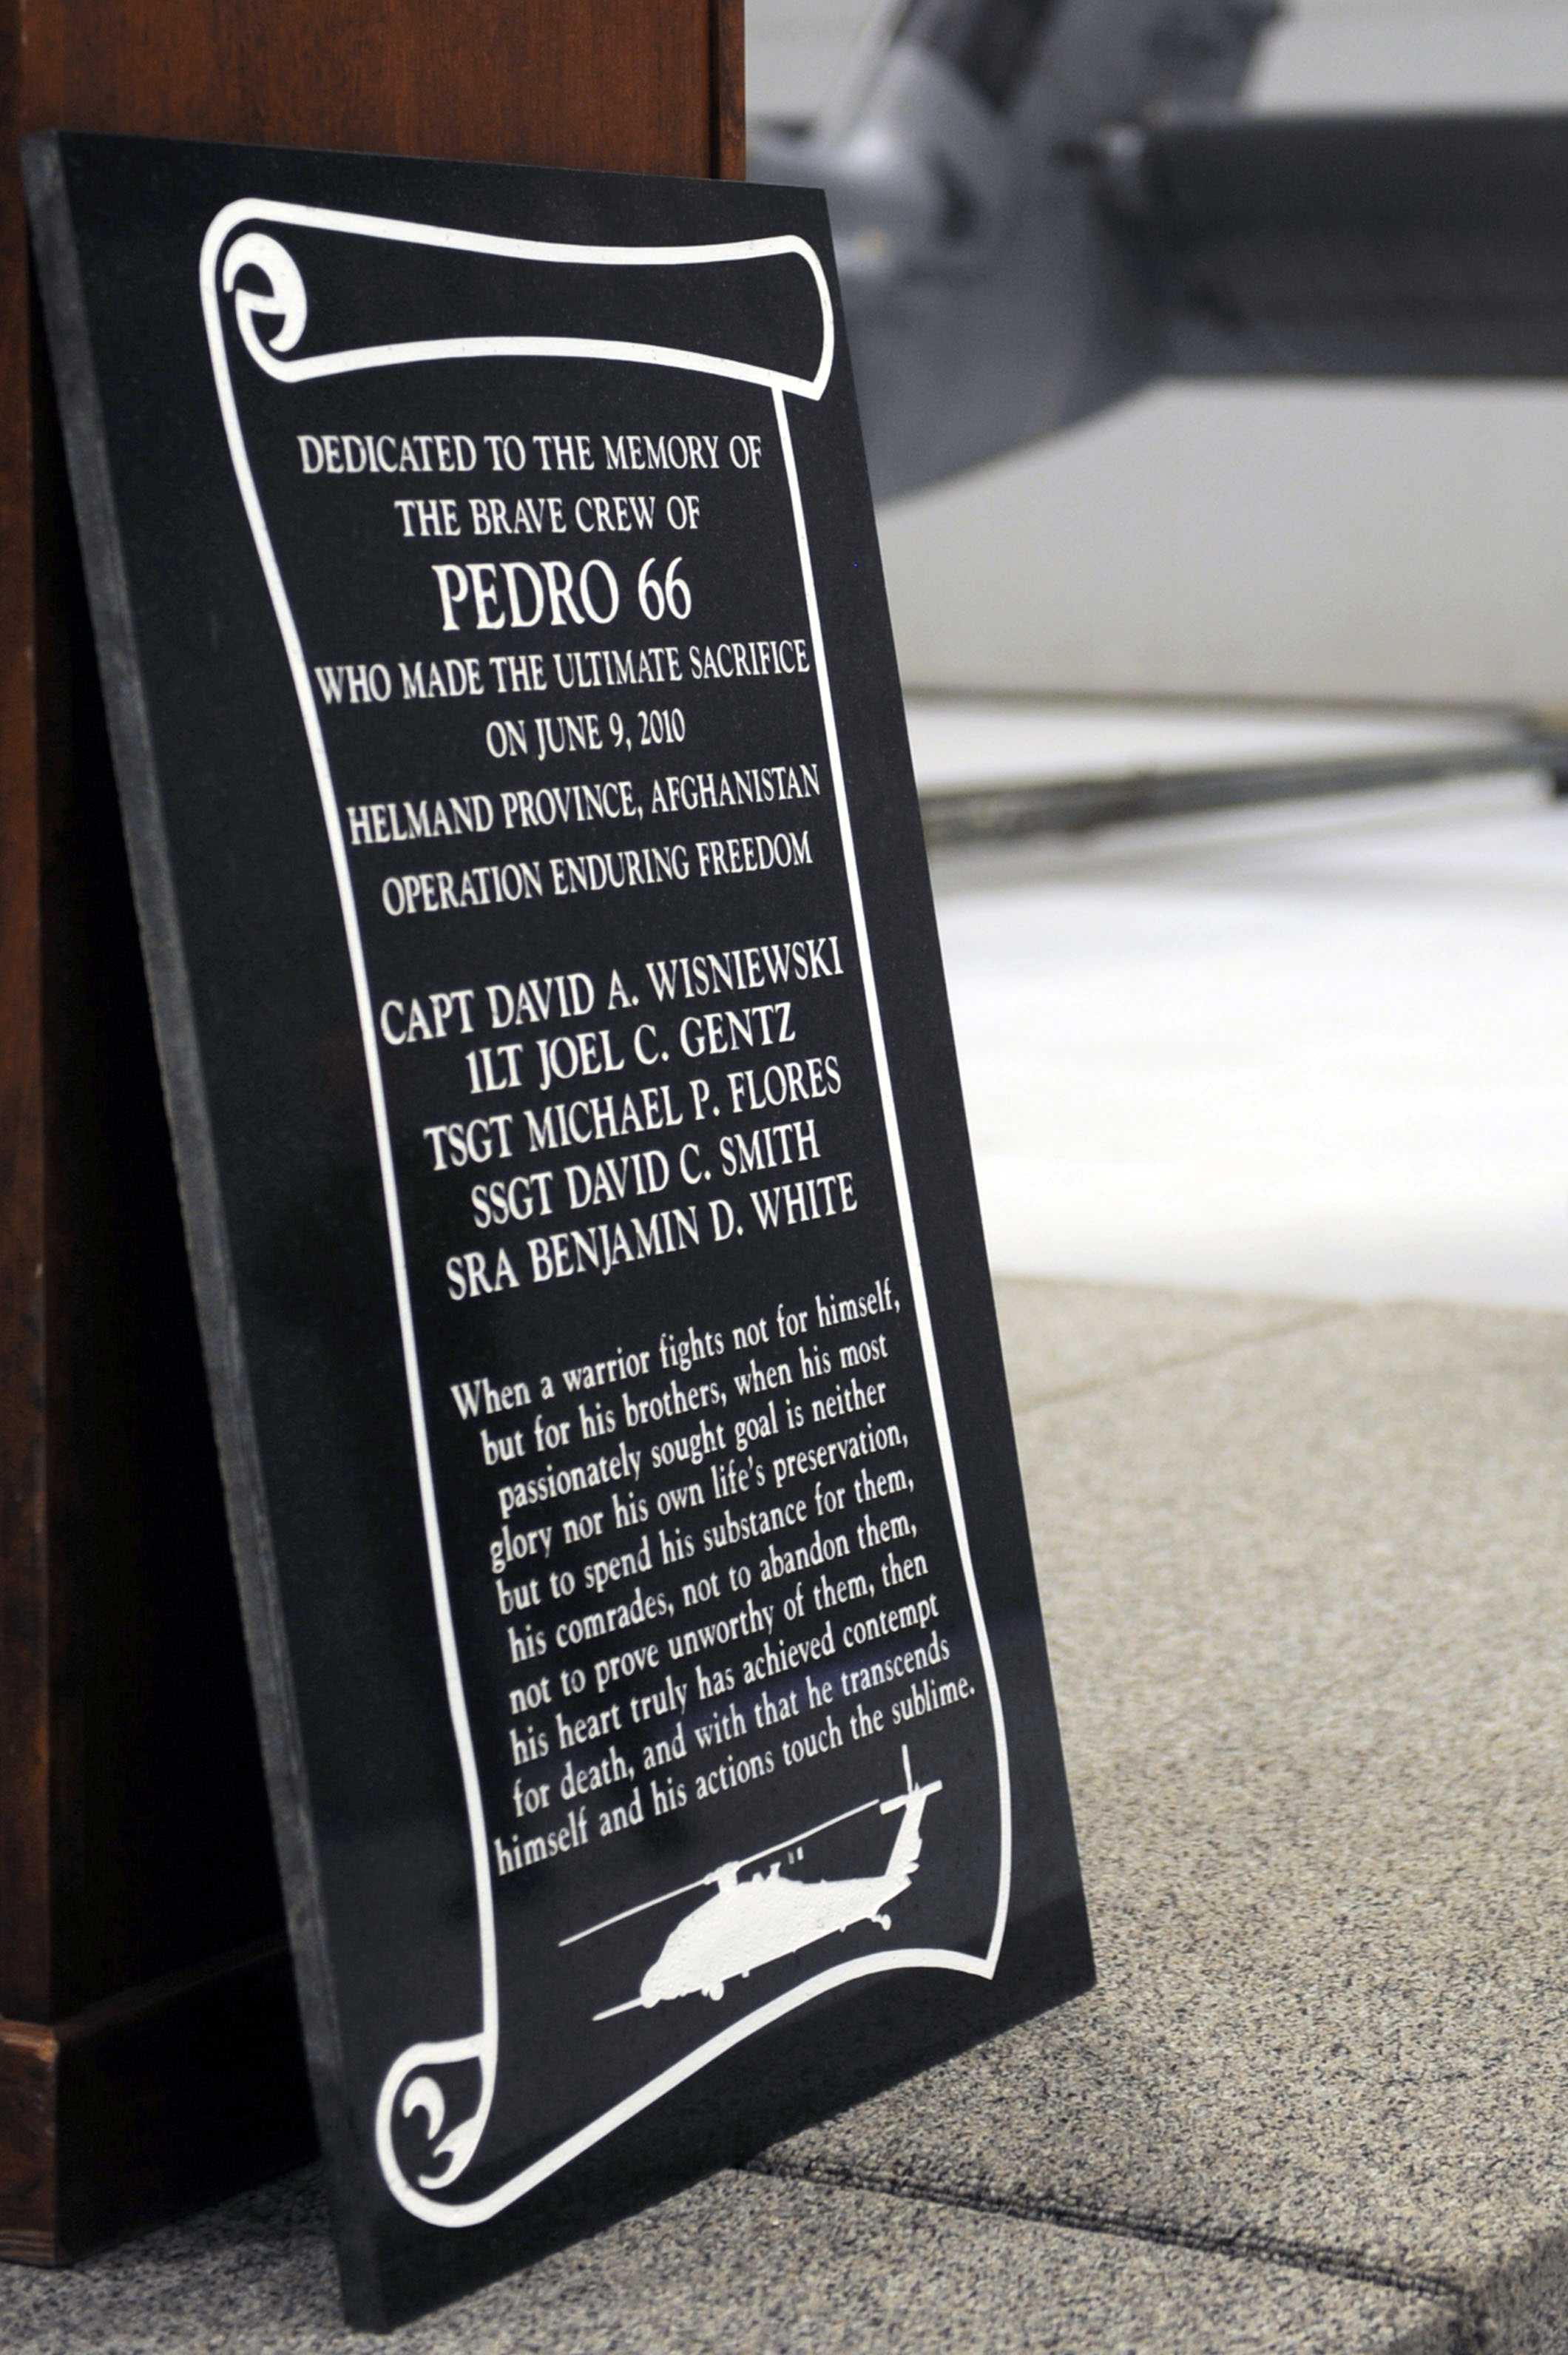 DEDICATED TO THE MEMORY OF
THE BRAVE CREW OF
PEDRO 66
WHO MADE THE ULTIMATE SACRIFICE
ON JUNE 9, 2010
HELMAND PROVINCE, AFGHANISTAN
OPERATION ENDURING FREEDOM
CAPT DAVID A. WISNIEWSKI
1LT JOEL C. GENTZ
TSGT MICHAEL P. FLORES
SSGT DAVID C. SMITH
SRA BENJAMIN D. WHITE
When a warrior fights not for himself,
but for his brothers, when his most
passionately sought goal is neither
glory nor his own life's preservation,
but to spend his substance for them,
his comrades, not to abandon them,
not to prove unworthy of them, then
his heart truly has achieved contempt
for death, and with that he transcends
himself and his actions touch the sublime.